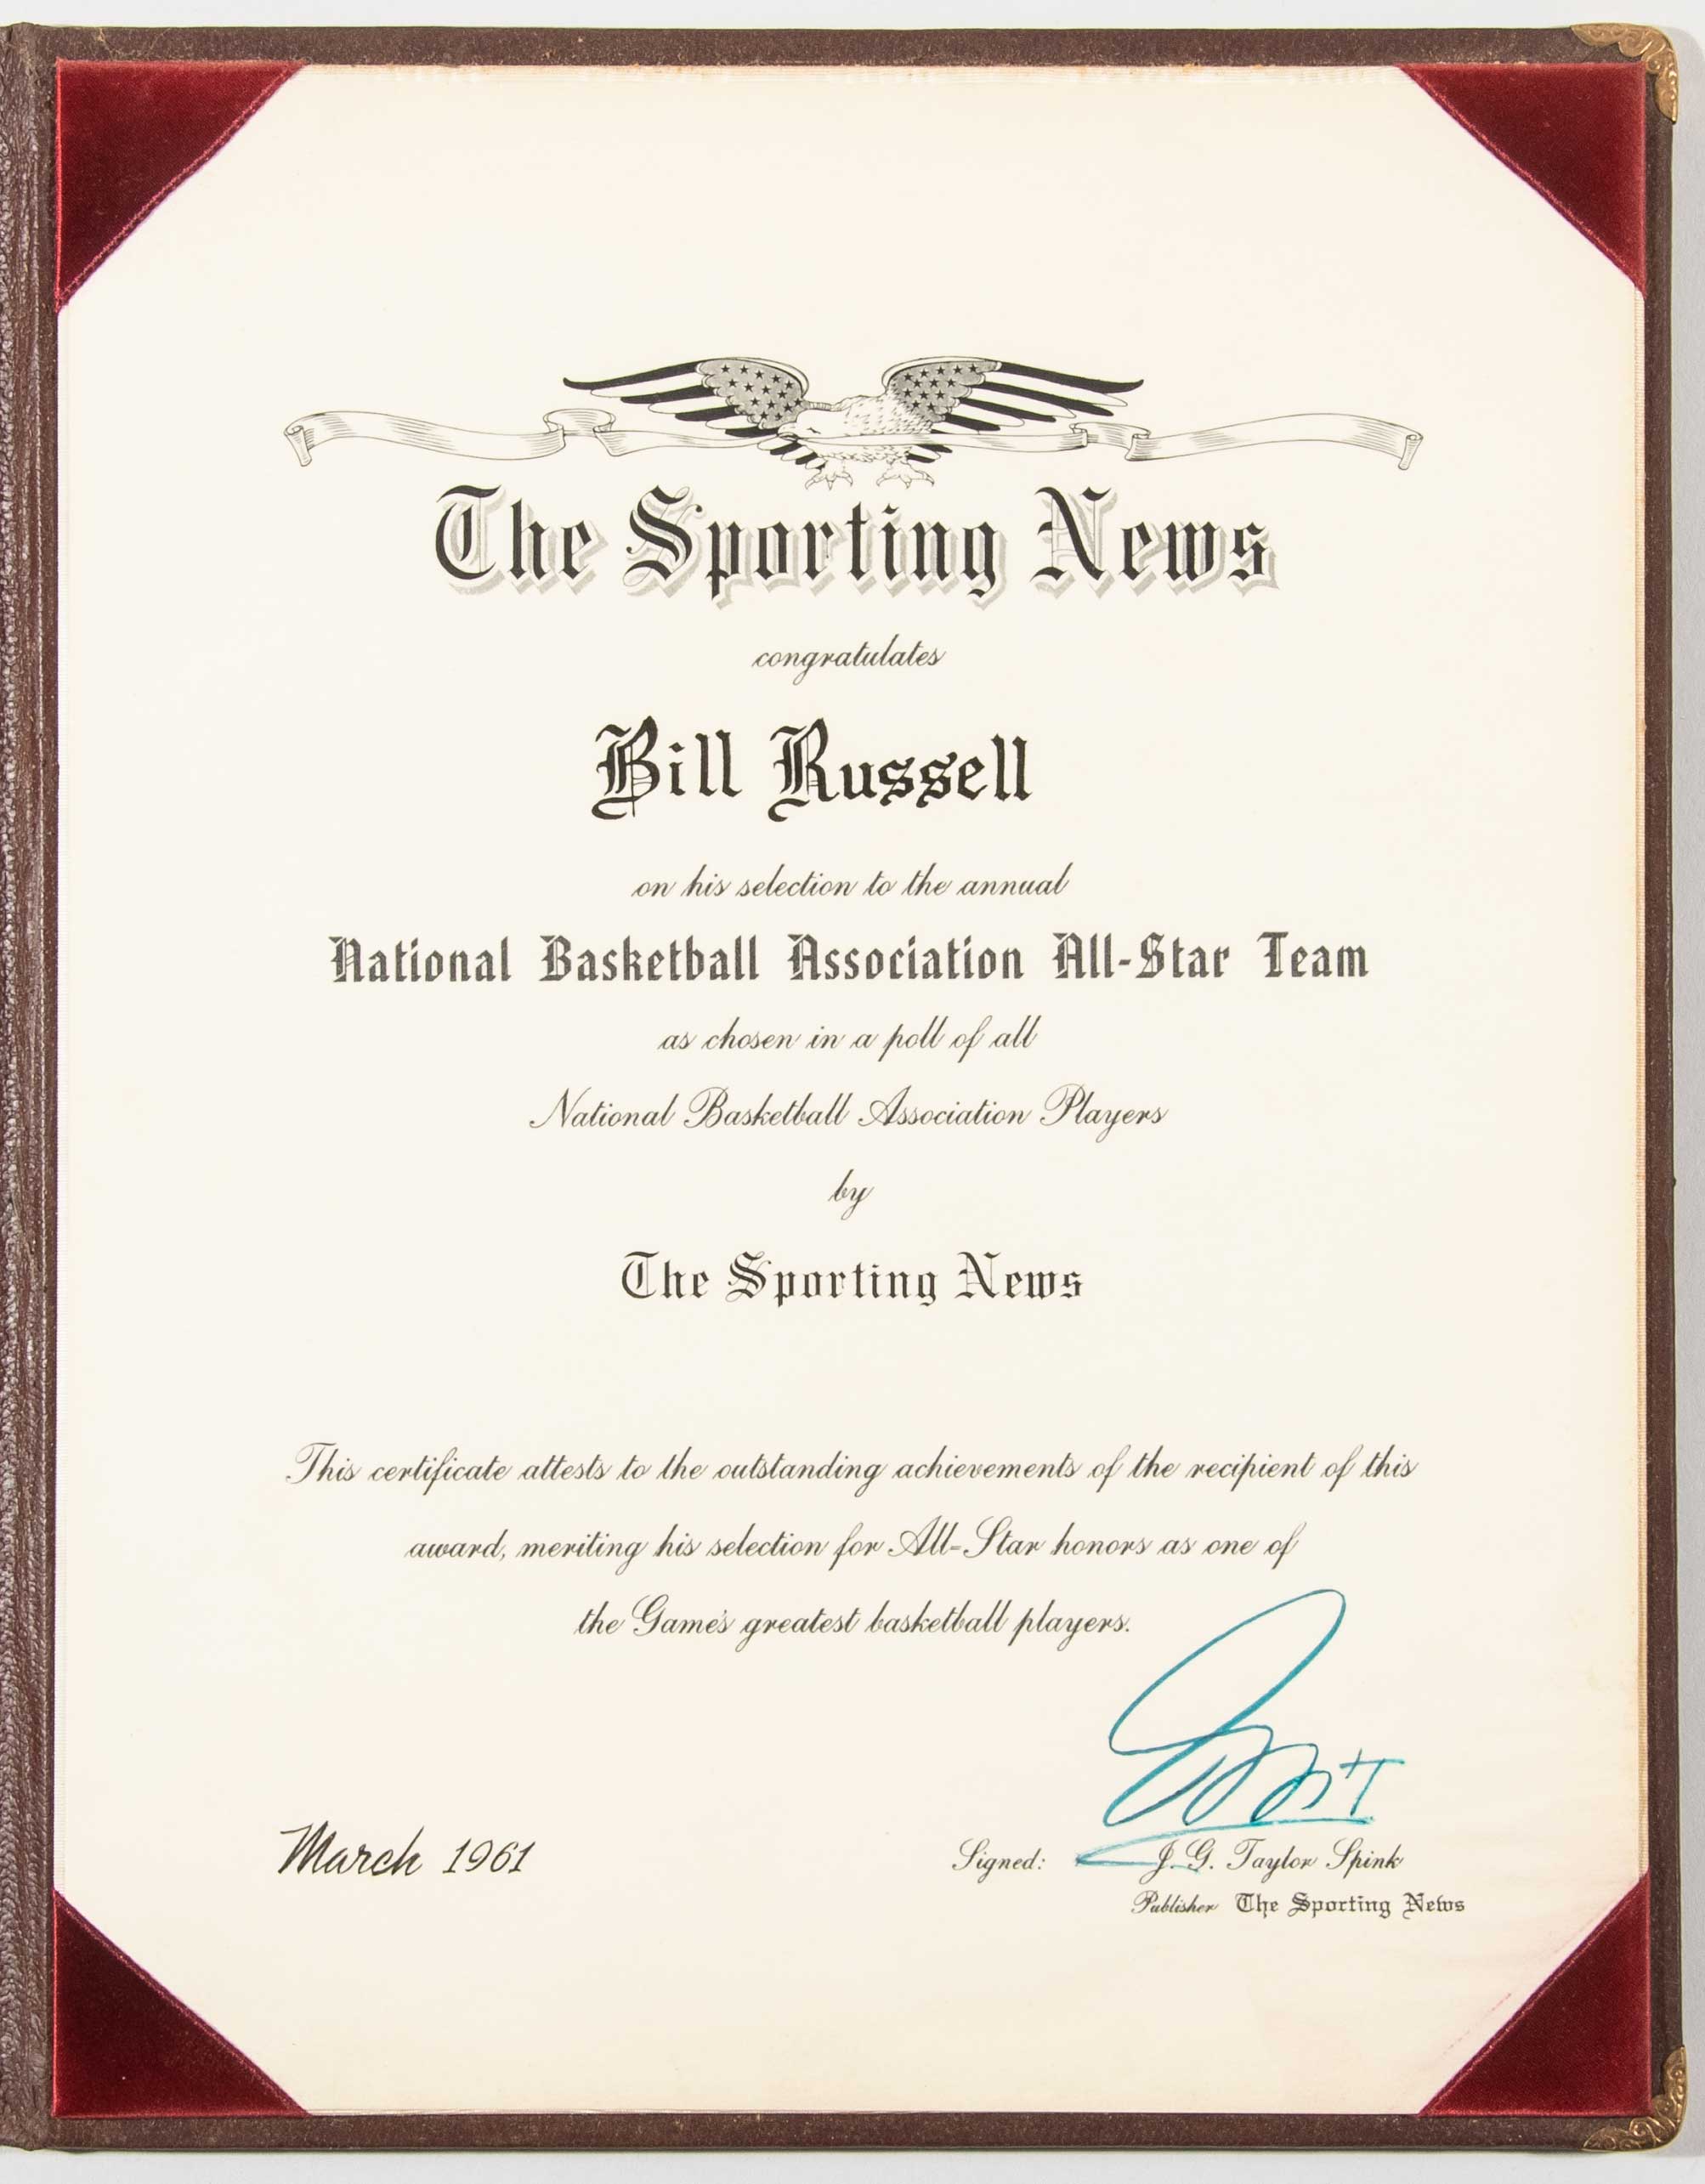 The Sporting News
congratulates
Bill Russell
on his selection to the annual
National Basketball Association All-Star Team
as chosen in a poll of all
National Basketball Association Players
by
The Sporting News
This certificate attests to the outstanding achievements of the recipient of this
award, meriting his selection for All-Star honors as one of
the Game's greatest basketball players.
March 1961
Signed: J. G. Taylor Spink
Publisher The Sporting News